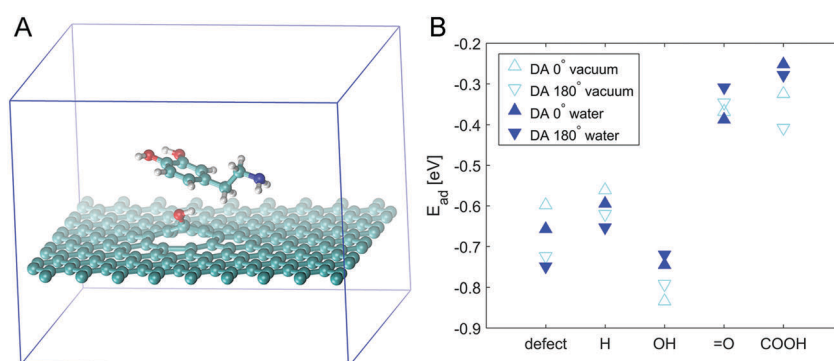 A
B
-0.2
-0.3
-0.4
-0.5
-0.6
-0.7
-0.8
-0.9
E_ad [eV]
DA 0° vacuum
DA 180° vacuum
DA 0° water
DA 180° water
defect H OH =O COOH